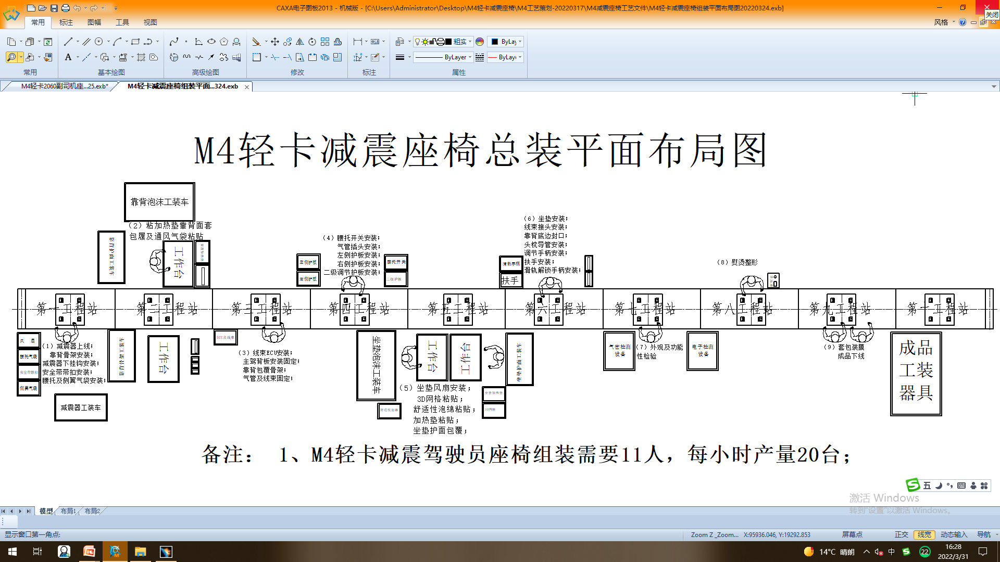 CAXA电子图板2013 - 机械版 - [C:\Users\Administrator\Desktop\M4轻卡减震座椅\M4工艺策划-20220317\M4减震座椅工艺文件\M4轻卡减震座椅组装平面布局图20220324.exb]
关闭
常用 标注 图幅 工具 视图
风格
粗实 ByLay
ByLayer ByLay
常用 基本绘图 高级绘图 修改 标注 属性
M4轻卡2060副司机座...25.exb* M4轻卡减震座椅组装平面...324.exb
M4轻卡减震座椅总装平面布局图
靠背泡沫工装车
(2)粘加热垫靠背面套
包履及通风气袋粘贴
靠背护面工装车
工作台
靠背加热垫
(4)腰托开关安装;
气管插头安装;
左侧护板安装;
右侧护板安装;
二级调节护板安装;
左侧护板
右侧护板
腰托开关
二级护板
(6)坐垫安装;
线束接头安装;
靠背底边封口;
头枕导管安装;
调节手柄安装;
扶手安装;
滑轨解锁手柄安装;
滑轨手柄
扶手
(8)熨烫整形
第一工程站
第二工程站
第三工程站
第四工程站
第五工程站
第六工程站
第七工程站
第八工程站
第九工程站
第十工程站
风 扇
腰托气袋
安全带锁扣
侧翼气袋
(1)减震器上线;
靠背骨架安装;
减震器下挂钩安装;
安全带带扣安装;
腰托及侧翼气袋安装;
减震器工装车
靠背骨架工装车
工作台
ECU及线束
(3)线束ECU安装;
主驾背板安装固定;
靠背包覆骨架;
气管及线束固定;
坐垫泡沫工装车
舒适性泡绵
工作台
工作台
(5)坐垫风扇安装;
3D网格粘贴;
舒适性泡绵粘贴;
加热垫粘贴;
坐垫护面包覆;
坐垫加热垫
3D网格
气密检测
设备
(7)外观及功能
性检验
电子检测
设备
(9)套包装膜
成品下线
成品
工装
器具
备注: 1、M4轻卡减震驾驶员座椅组装需要11人, 每小时产量20台;
五
激活 Windows
转到"设置"以激活 Windows。
模型 布局1 布局2
显示窗口第一角点:
Zoom Z _Zoom... X:95936.046, Y:19292.853 屏幕点 正交 线宽 动态输入 导航
14°C 晴朗 中 22
16:28
2022/3/31